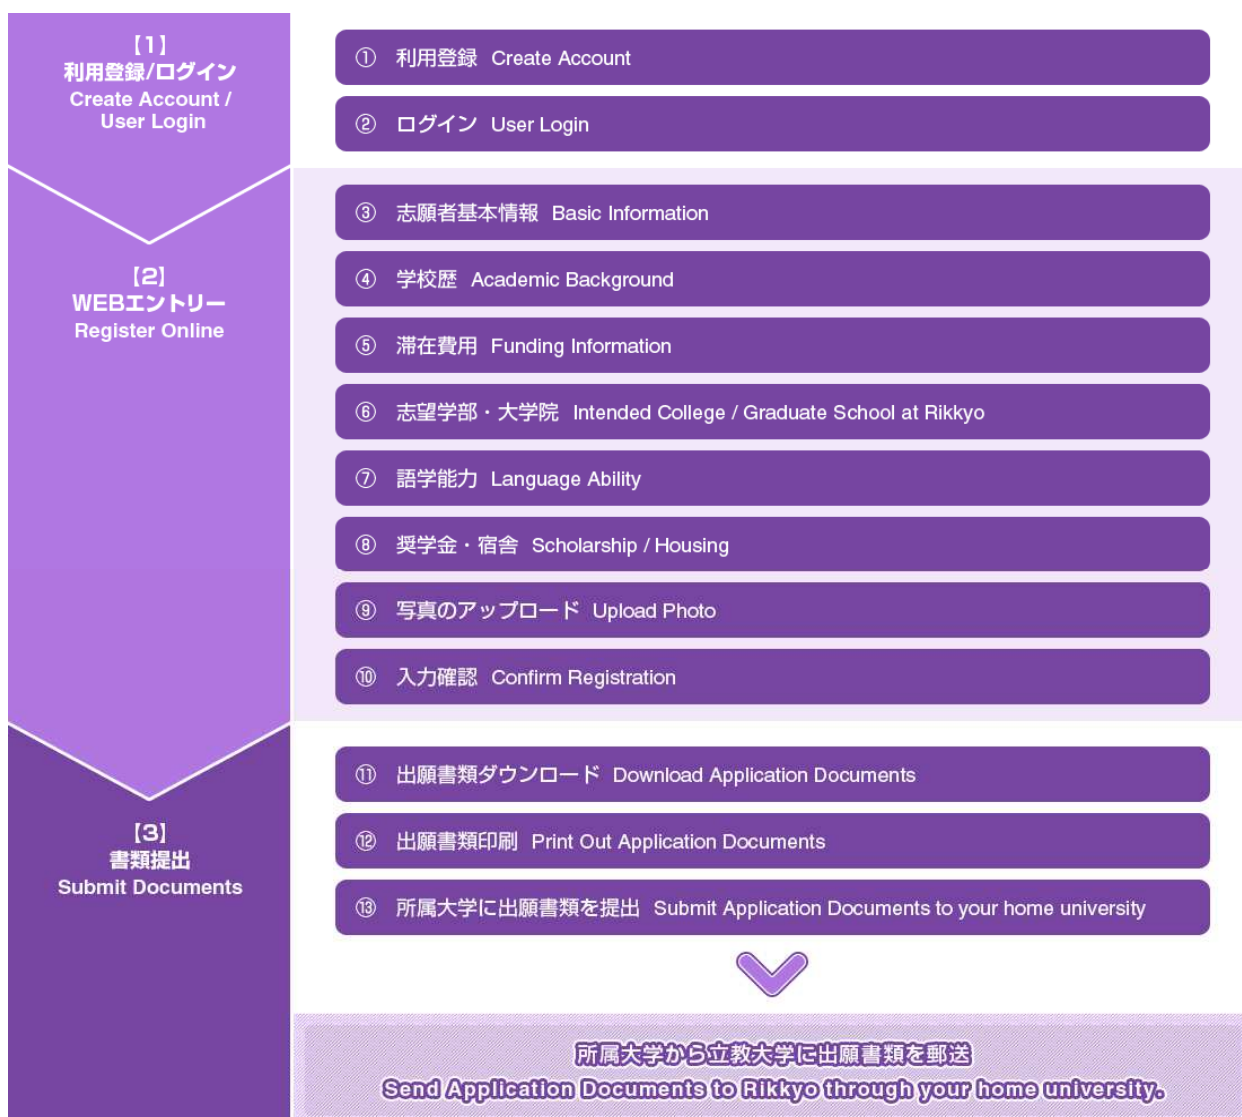 【1】
利用登録/ログイン
Create Account /
User Login
① 利用登録 Create Account
② ログイン User Login
【2】
WEBエントリー
Register Online
③ 志願者基本情報 Basic Information
④ 学校歴 Academic Background
⑤ 滞在費用 Funding Information
⑥ 志望学部・大学院 Intended College / Graduate School at Rikkyo
⑦ 語学能力 Language Ability
⑧ 奨学金・宿舎 Scholarship / Housing
⑨ 写真のアップロード Upload Photo
⑩ 入力確認 Confirm Registration
【3】
書類提出
Submit Documents
⑪ 出願書類ダウンロード Download Application Documents
⑫ 出願書類印刷 Print Out Application Documents
⑬ 所属大学に出願書類を提出 Submit Application Documents to your home university
所属大学から立教大学に出願書類を郵送
Send Application Documents to Rikkyo through your home university。